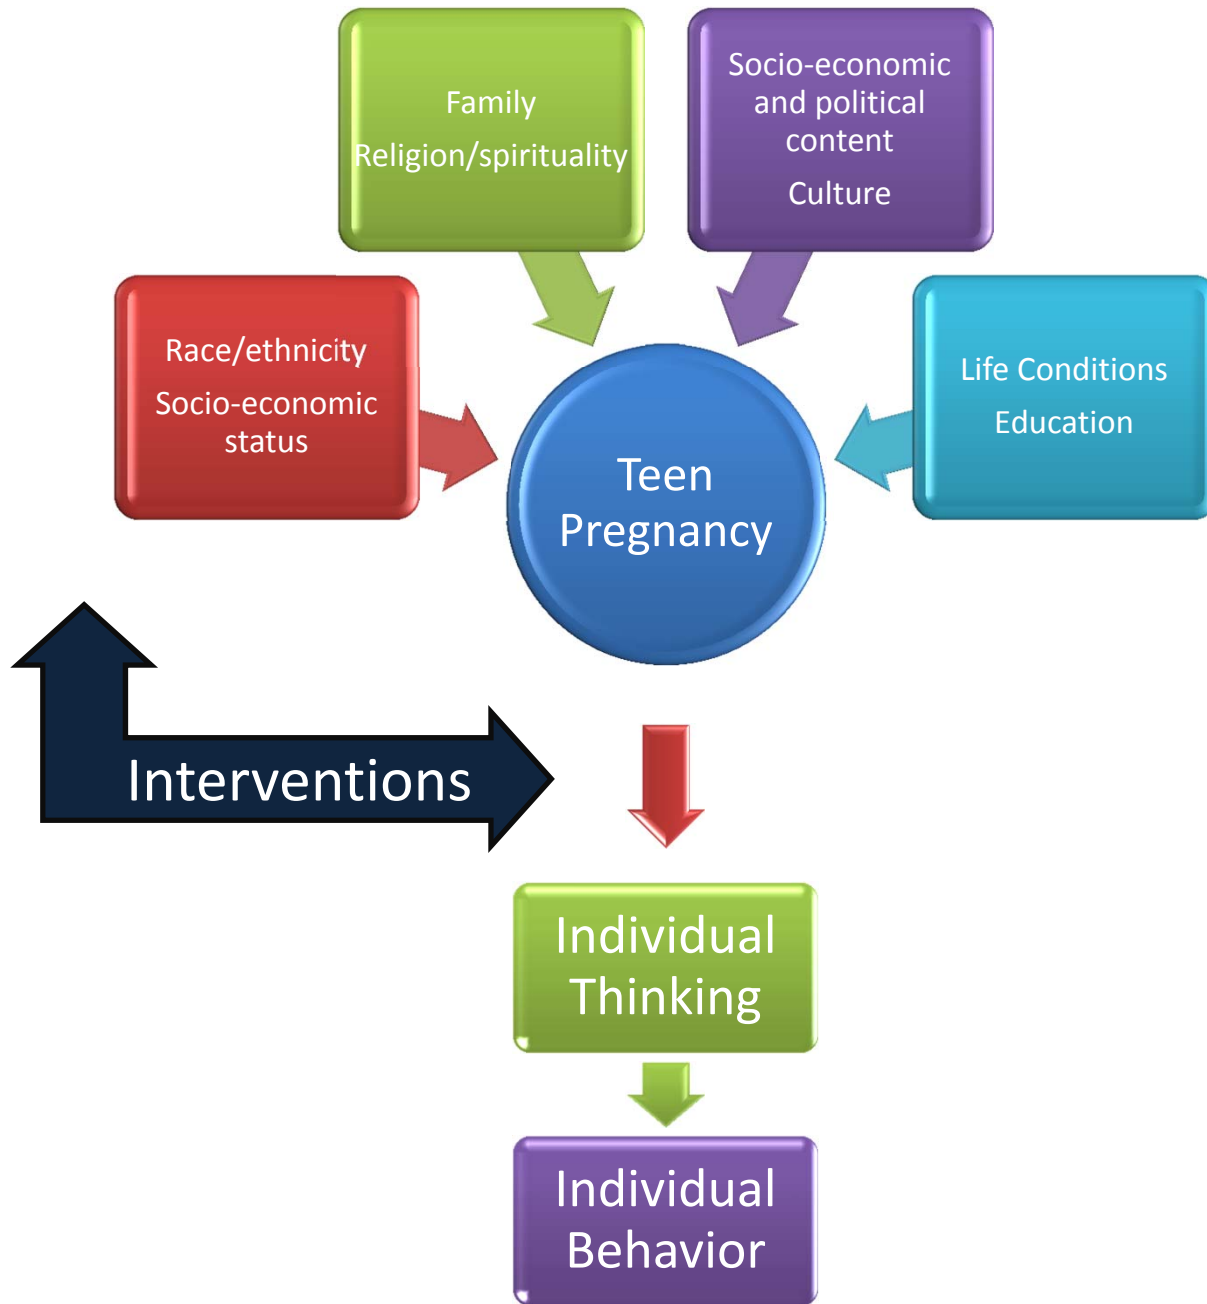 Family
Religion/spirituality
Socio-economic
and political
content
Culture
Race/ethnicity
Socio-economic
status
Life Conditions
Education
Teen
Pregnancy
Interventions
Individual
Thinking
Individual
Behavior